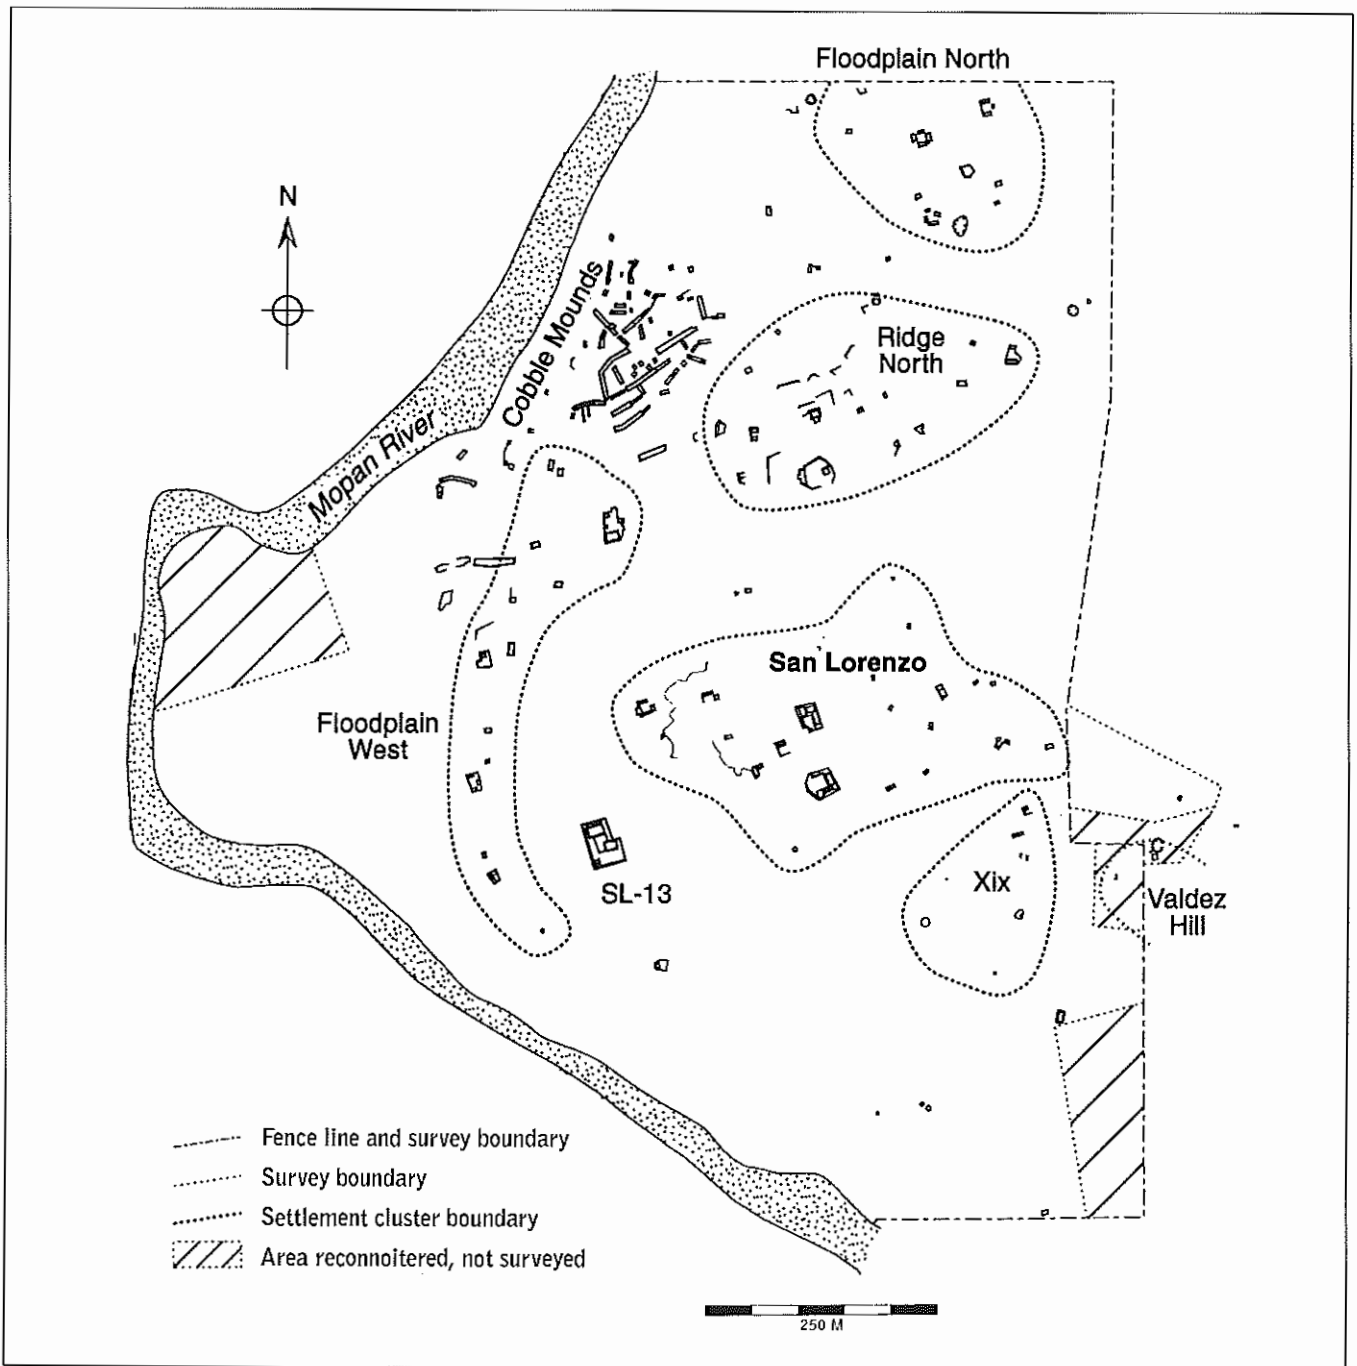 Floodplain North
N
Cobble Mounds
Ridge
North
Mopan River
San Lorenzo
Floodplain
West
SL-13
Xix
Valdez
Hill
Fence line and survey boundary
Survey boundary
Settlement cluster boundary
Area reconnoitered, not surveyed
250 M